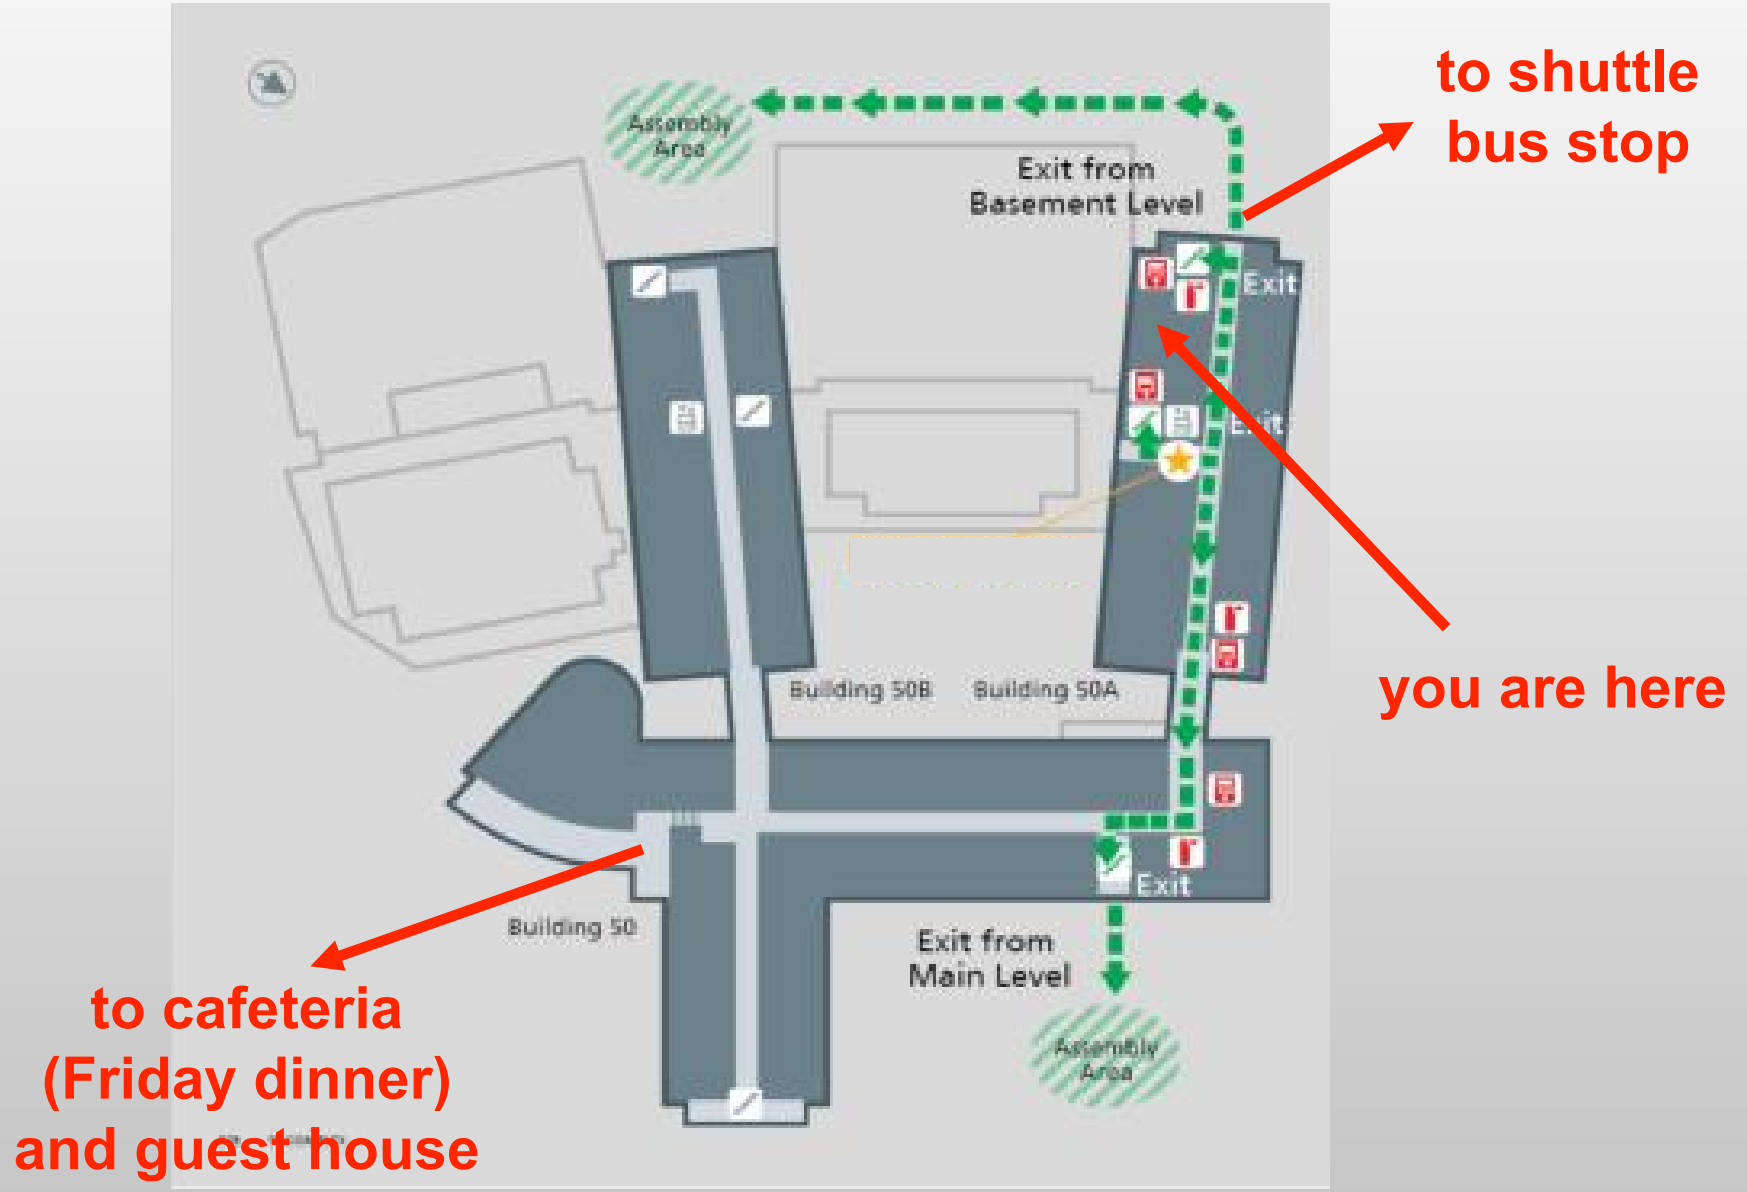 to shuttle
bus stop
Assembly
Area
Exit from
Basement Level
Exit
Exit
you are here
Building 50B
Building 50A
Exit
Building 50
Exit from
Main Level
to cafeteria
(Friday dinner)
and guest house
Assembly
Area